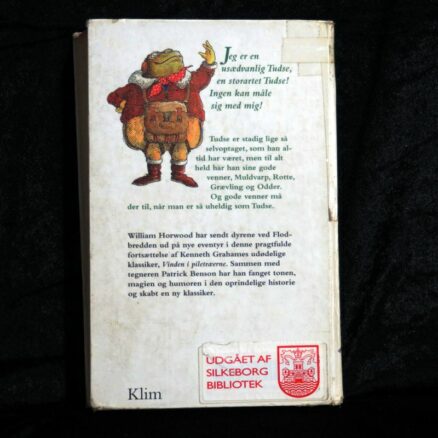 Jeg er en
usædvanlig Tudse,
en storartet Tudse!
Ingen kan måle
sig med mig!
Tudse er stadig lige så
selvoptaget, som han al-
tid har været, men til alt
held har han sine gode
venner, Muldvarp, Rotte,
Grævling og Odder.
Og gode venner må
der til, når man er så uheldig som Tudse.
William Horwood har sendt dyrene ved Flod-
bredden ud på nye eventyr i denne pragtfulde
fortsættelse af Kenneth Grahames udødelige
klassiker, Vinden i piletræerne. Sammen med
tegneren Patrick Benson har han fanget tonen,
magien og humoren i den oprindelige historie
og skabt en ny klassiker.
UDGÅET AF
SILKEBORG
BIBLIOTEK
Klim